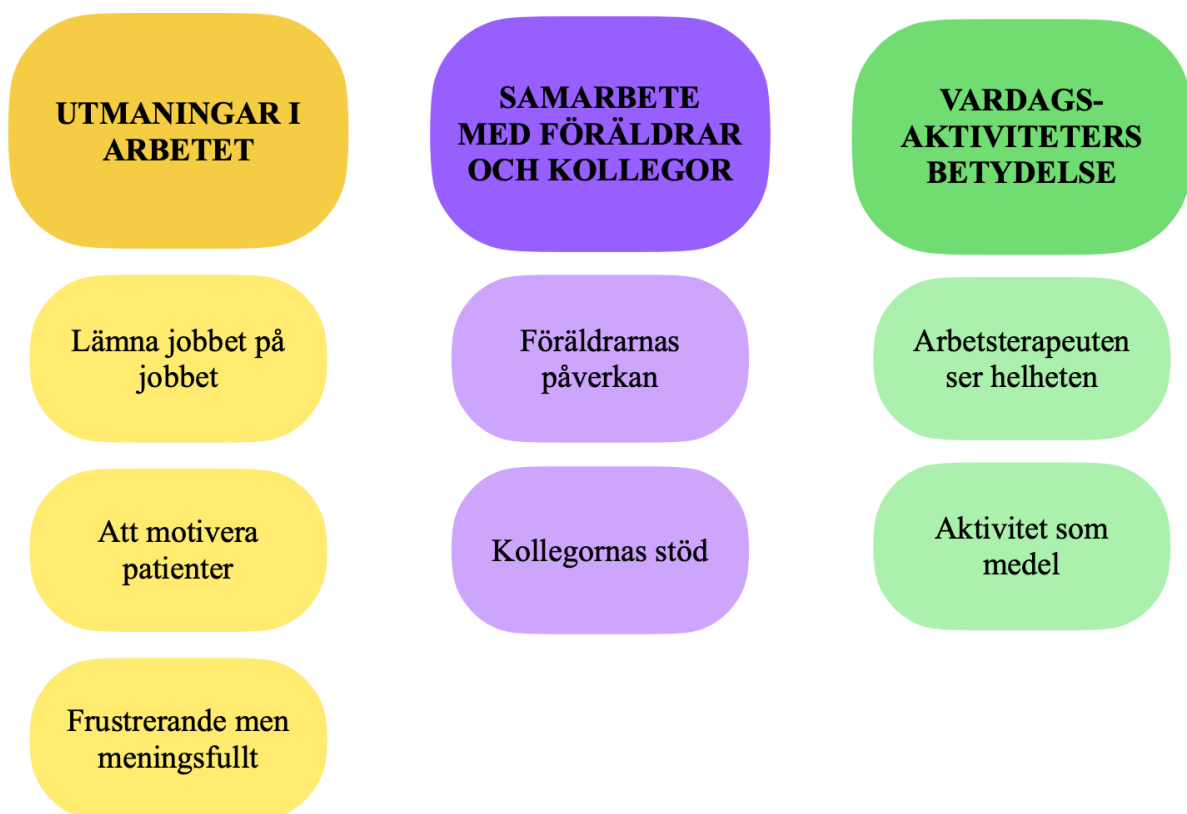 UTMANINGAR I
ARBETET
Lämna jobbet på
jobbet
Att motivera
patienter
Frustrerande men
meningsfullt
SAMARBETE
MED FÖRÄLDRAR
OCH KOLLEGOR
Föräldrarnas
påverkan
Kollegornas stöd
VARDAGS-
AKTIVITETERS
BETYDELSE
Arbetsterapeuten
ser helheten
Aktivitet som
medel